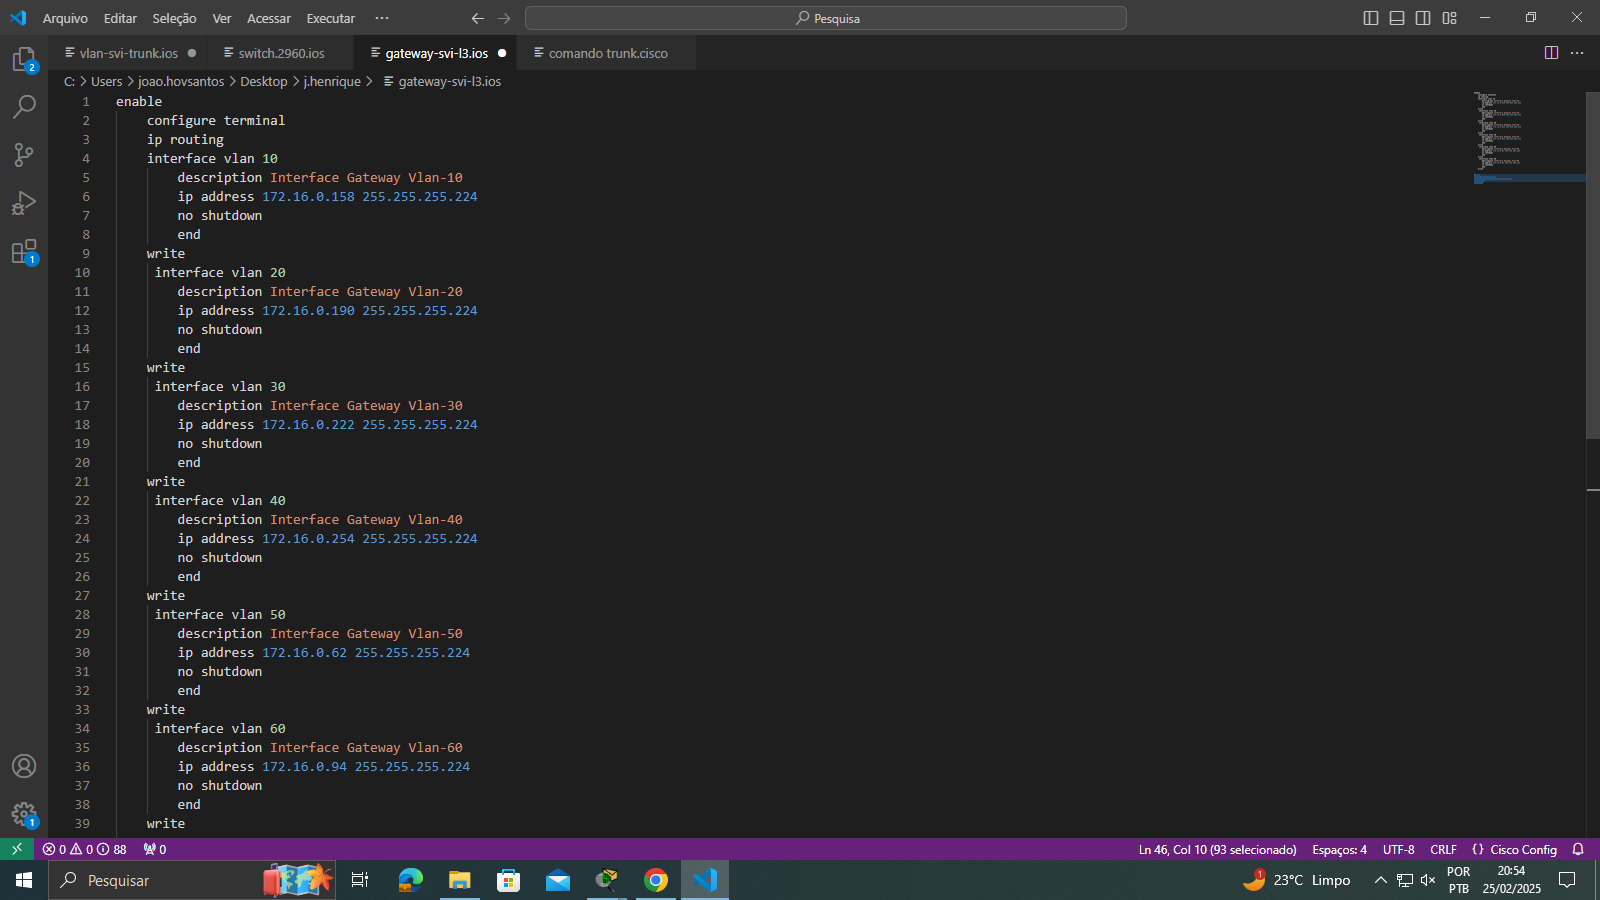 Arquivo Editar Seleção Ver Acessar Executar ··· Pesquisa
vlan-svi-trunk.ios switch.2960.ios gateway-svi-l3.ios comando trunk.cisco
C: > Users > joao.hovsantos > Desktop > j.henrique > gateway-svi-l3.ios
1 enable
2 configure terminal
3 ip routing
4 interface vlan 10
5 description Interface Gateway Vlan-10
6 ip address 172.16.0.158 255.255.255.224
7 no shutdown
8 end
9 write
10 interface vlan 20
11 description Interface Gateway Vlan-20
12 ip address 172.16.0.190 255.255.255.224
13 no shutdown
14 end
15 write
16 interface vlan 30
17 description Interface Gateway Vlan-30
18 ip address 172.16.0.222 255.255.255.224
19 no shutdown
20 end
21 write
22 interface vlan 40
23 description Interface Gateway Vlan-40
24 ip address 172.16.0.254 255.255.255.224
25 no shutdown
26 end
27 write
28 interface vlan 50
29 description Interface Gateway Vlan-50
30 ip address 172.16.0.62 255.255.255.224
31 no shutdown
32 end
33 write
34 interface vlan 60
35 description Interface Gateway Vlan-60
36 ip address 172.16.0.94 255.255.255.224
37 no shutdown
38 end
39 write
2
1
1
0 0 88 0 Ln 46, Col 10 (93 selecionado) Espaços: 4 UTF-8 CRLF {} Cisco Config
Pesquisar 1 23°C Limpo POR 20:54
PTB 25/02/2025